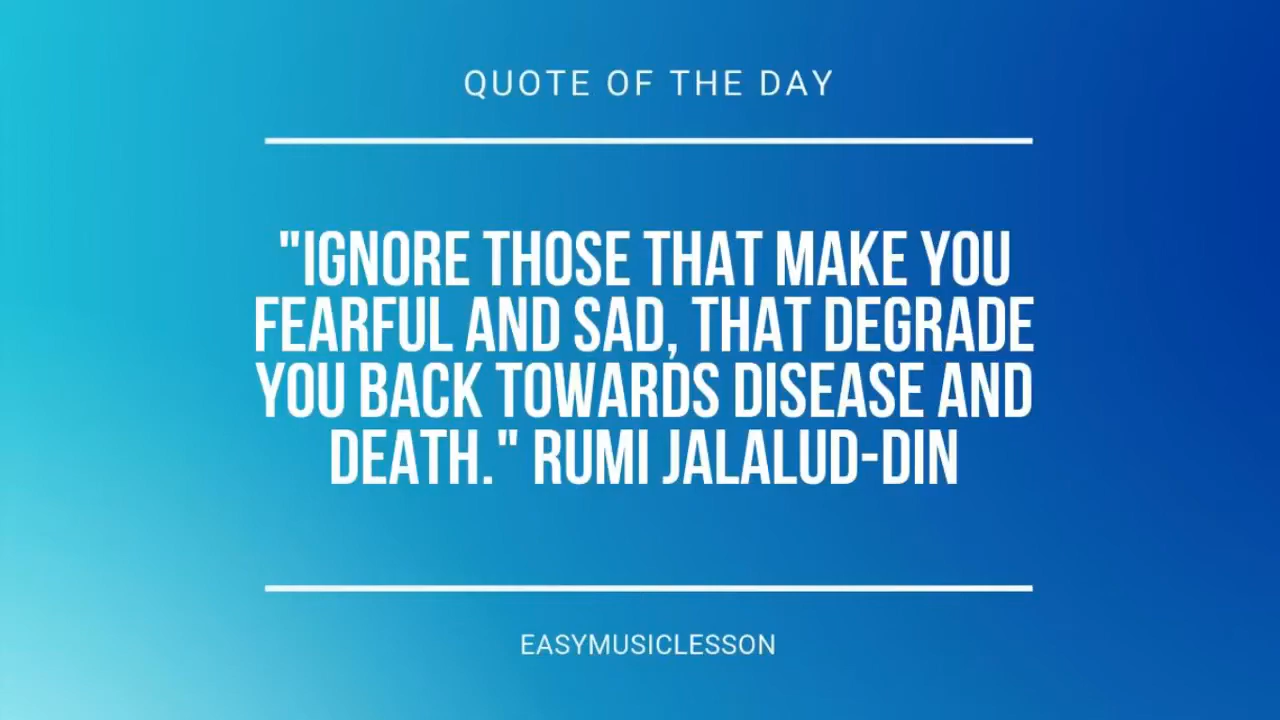 QUOTE OF THE DAY
"IGNORE THOSE THAT MAKE YOU
FEARFUL AND SAD, THAT DEGRADE
YOU BACK TOWARDS DISEASE AND
DEATH." RUMI JALALUD-DIN
EASYMUSICLESSON